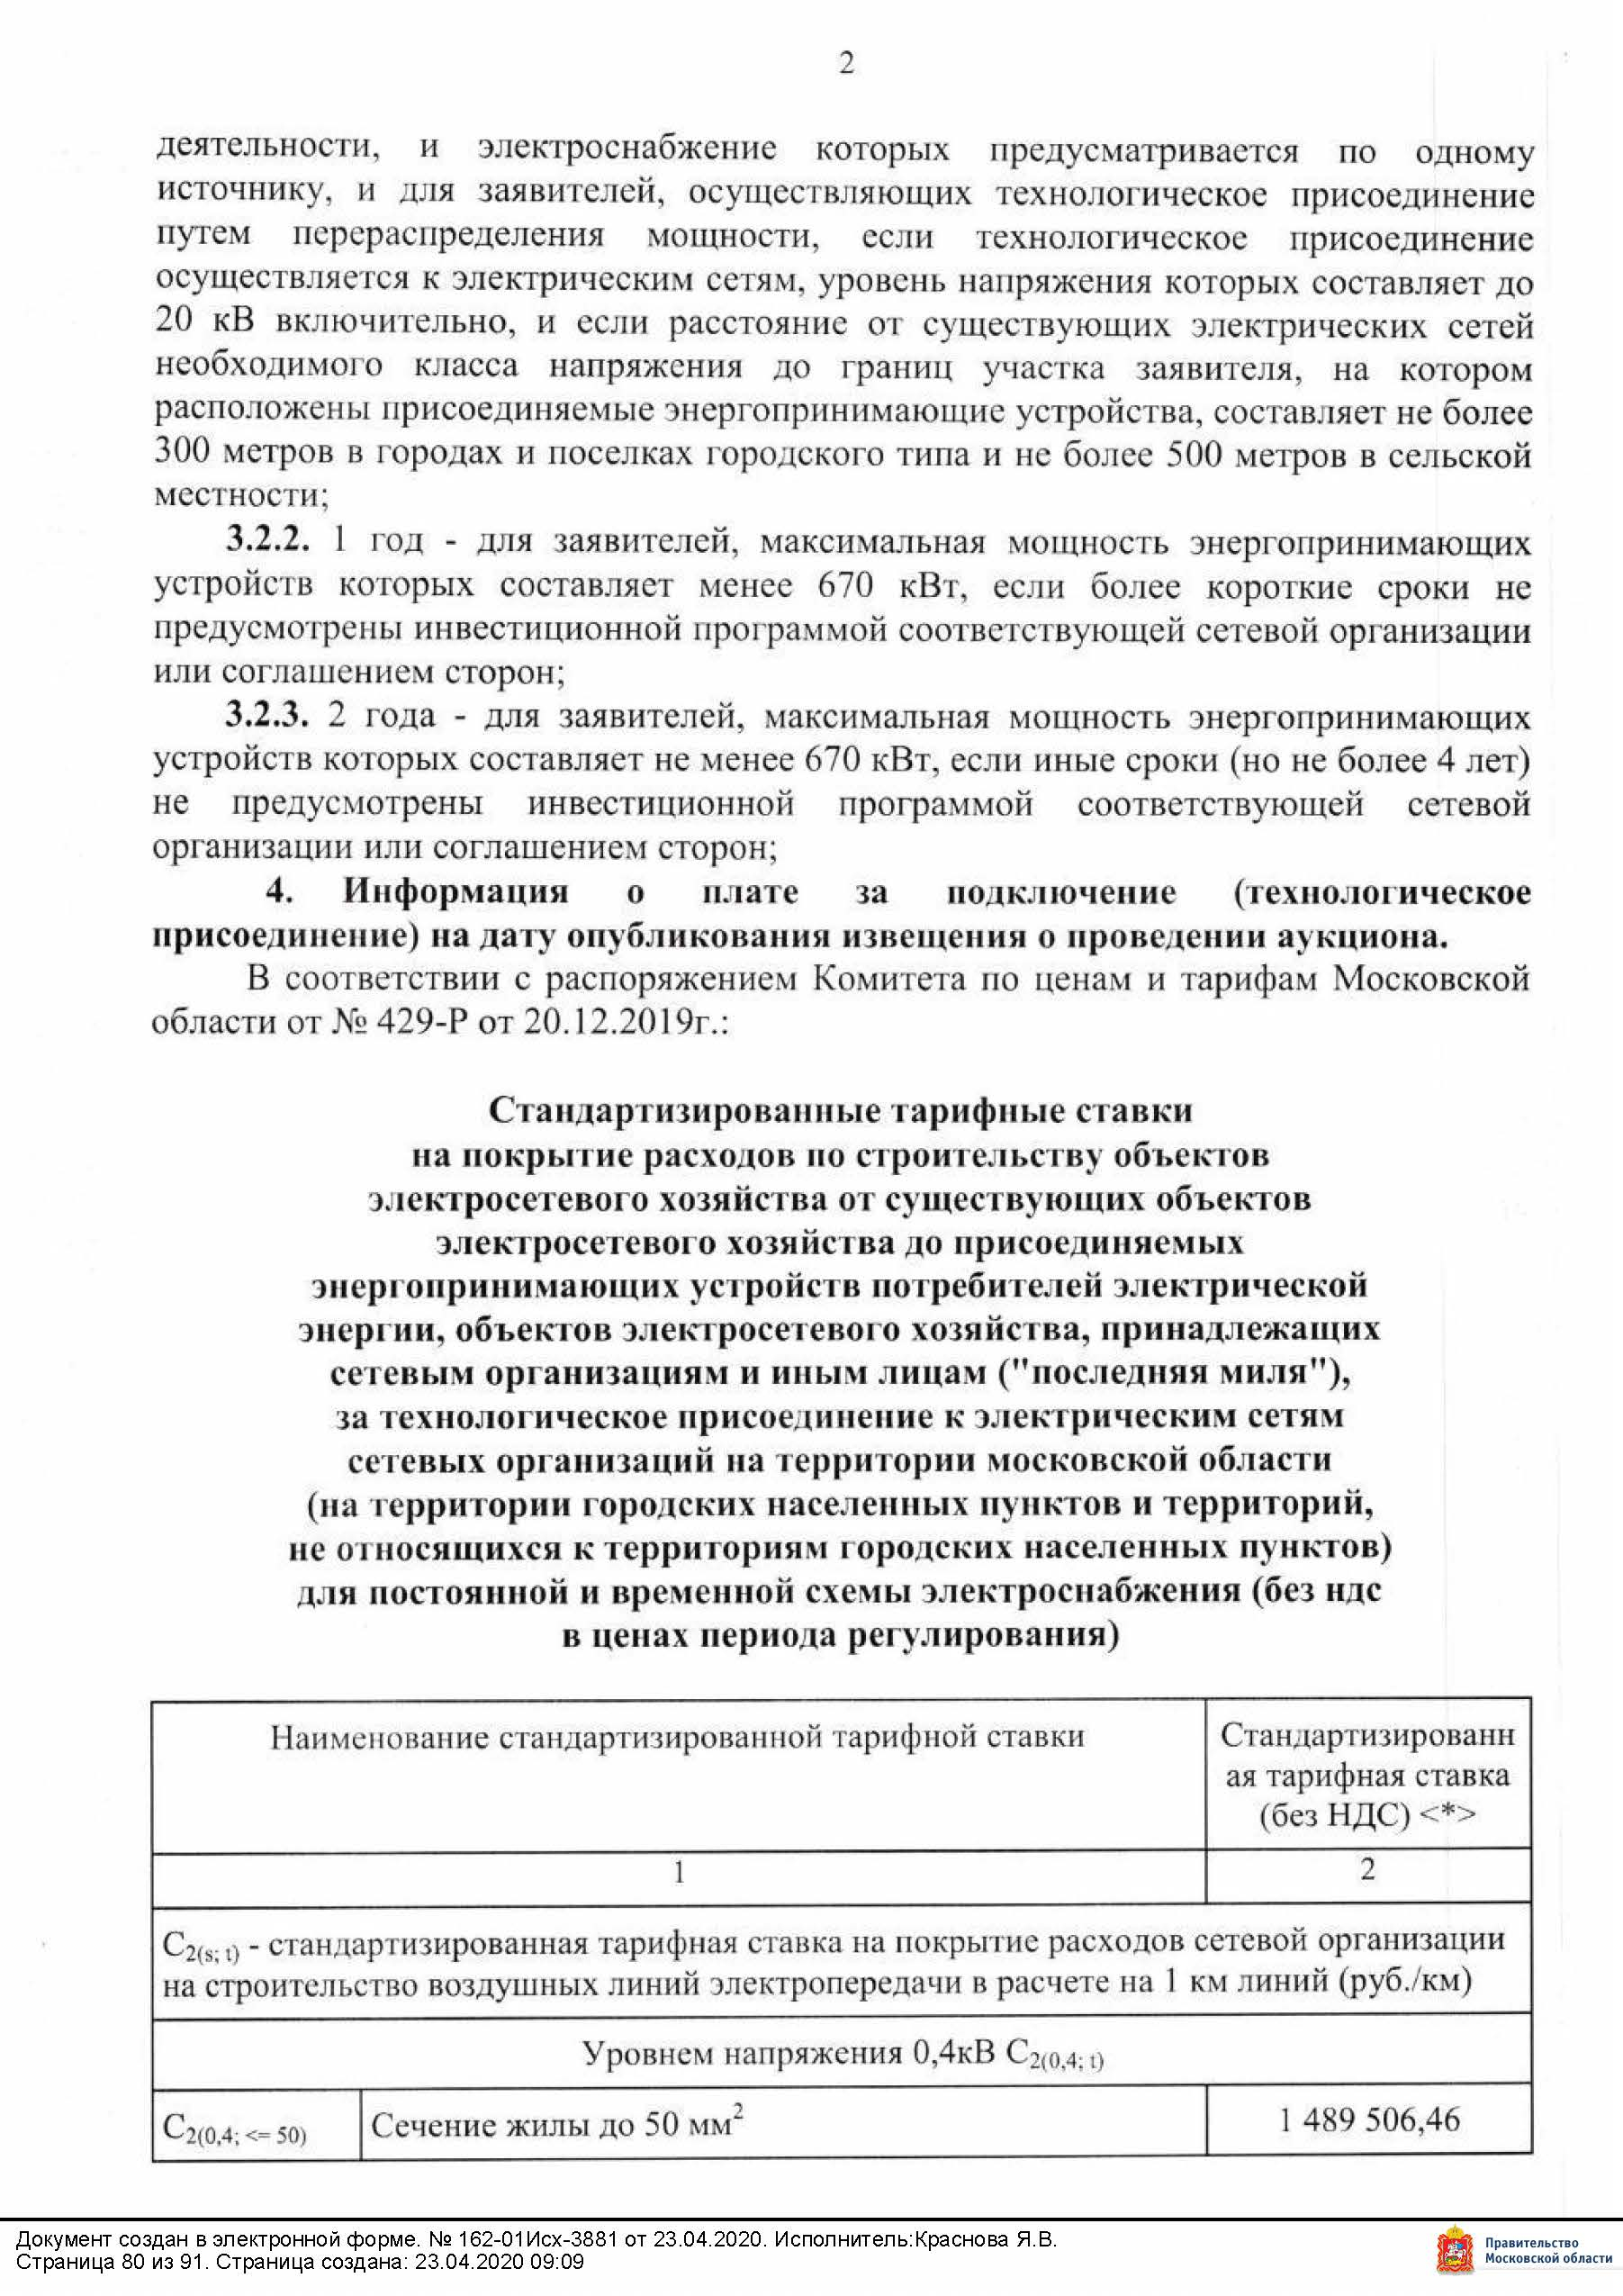 2
деятельности, и электроснабжение которых предусматривается по одному
источнику, и для заявителей, осуществляющих технологическое присоединение
путем перераспределения мощности, если технологическое присоединение
осуществляется к электрическим сетям, уровень напряжения которых составляет до
20 кВ включительно, и если расстояние от существующих электрических сетей
необходимого класса напряжения до границ участка заявителя, на котором
расположены присоединяемые энергопринимающие устройства, составляет не более
300 метров в городах и поселках городского типа и не более 500 метров в сельской
местности;
3.2.2. 1 год - для заявителей, максимальная мощность энергопринимающих
устройств которых составляет менее 670 кВт, если более короткие сроки не
предусмотрены инвестиционной программой соответствующей сетевой организации
или соглашением сторон;
3.2.3. 2 года - для заявителей, максимальная мощность энергопринимающих
устройств которых составляет не менее 670 кВт, если иные сроки (но не более 4 лет)
не предусмотрены инвестиционной программой соответствующей сетевой
организации или соглашением сторон;
4. Информация о плате за подключение (технологическое
присоединение) на дату опубликования извещения о проведении аукциона.
В соответствии с распоряжением Комитета по ценам и тарифам Московской
области от № 429-Р от 20.12.2019г.:
Стандартизированные тарифные ставки
на покрытие расходов по строительству объектов
электросетевого хозяйства от существующих объектов
электросетевого хозяйства до присоединяемых
энергопринимающих устройств потребителей электрической
энергии, объектов электросетевого хозяйства, принадлежащих
сетевым организациям и иным лицам ("последняя миля"),
за технологическое присоединение к электрическим сетям
сетевых организаций на территории московской области
(на территории городских населенных пунктов и территорий,
не относящихся к территориям городских населенных пунктов)
для постоянной и временной схемы электроснабжения (без ндс
в ценах периода регулирования)
Наименование стандартизированной тарифной ставки
Стандартизированн
ая тарифная ставка
(без НДС) <*>
1
2
С2(s; t) - стандартизированная тарифная ставка на покрытие расходов сетевой организации
на строительство воздушных линий электропередачи в расчете на 1 км линий (руб./км)
Уровнем напряжения 0,4кВ С2(0,4; t)
С2(0,4; <= 50)
Сечение жилы до 50 мм²
1 489 506,46
Документ создан в электронной форме. № 162-01Исх-3881 от 23.04.2020. Исполнитель:Краснова Я.В.
Страница 80 из 91. Страница создана: 23.04.2020 09:09
Правительство
Московской области